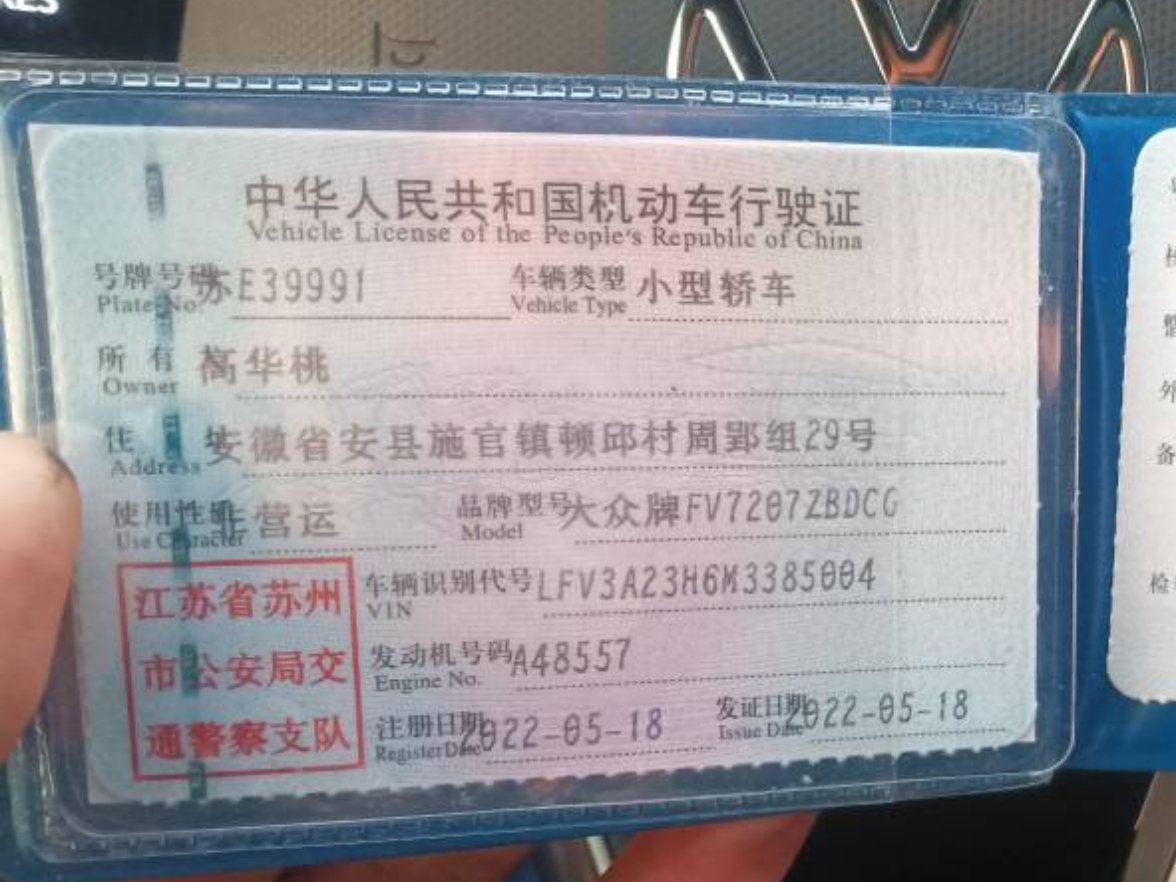 中华人民共和国机动车行驶证
Vehicle License of the People's Republic of China
号牌号码 苏E39991 车辆类型 小型轿车
Plate No. Vehicle Type
所有 高华桃
Owner
住 安徽省安县施官镇顿邱村周郢组29号
Address
使用性质 非营运 品牌型号 大众牌FV7207ZBDCG
Use Character Model
江苏省苏州 车辆识别代号 LFV3A23H6M3385004
VIN
市公安局交 发动机号码 A48557
Engine No.
通警察支队 注册日期 2022-05-18 发证日期 2022-05-18
Register Date Issue Date
外
备
检